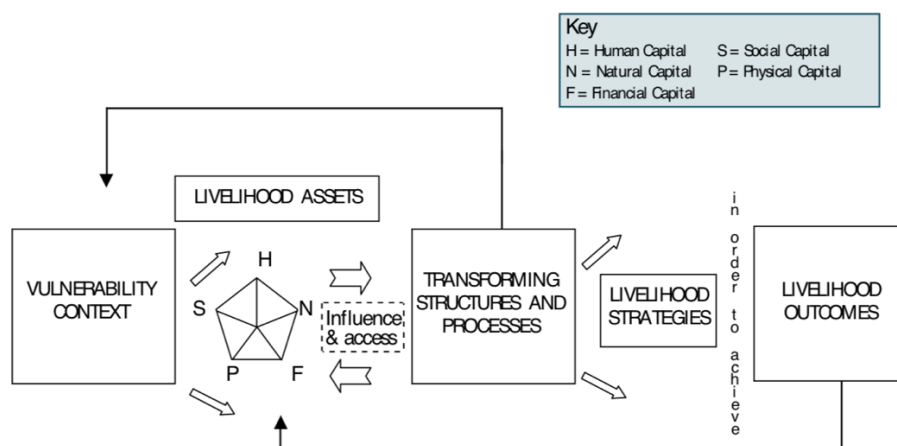 Key
H = Human Capital S = Social Capital
N = Natural Capital P = Physical Capital
F = Financial Capital
LIVELIHOOD ASSETS
VULNERABILITY
CONTEXT
H
S
N
P
F
Influence
& access
TRANSFORMING
STRUCTURES AND
PROCESSES
LIVELIHOOD
STRATEGIES
in order to achieve
LIVELIHOOD
OUTCOMES